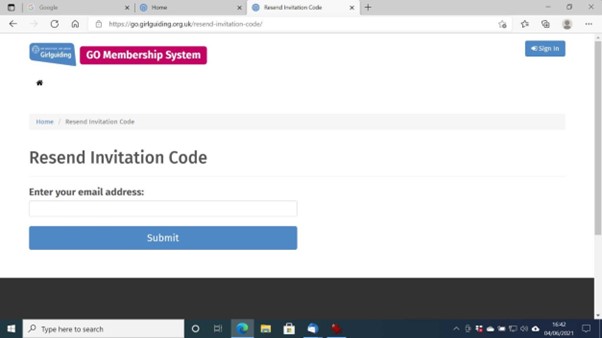 Google
Home
Resend Invitation Code
https://go.girlguiding.org.uk/resend-invitation-code/
Girlguiding
GO Membership System
Sign in
Home / Resend Invitation Code
Resend Invitation Code
Enter your email address:
Submit
Type here to search
16:42
04/06/2021